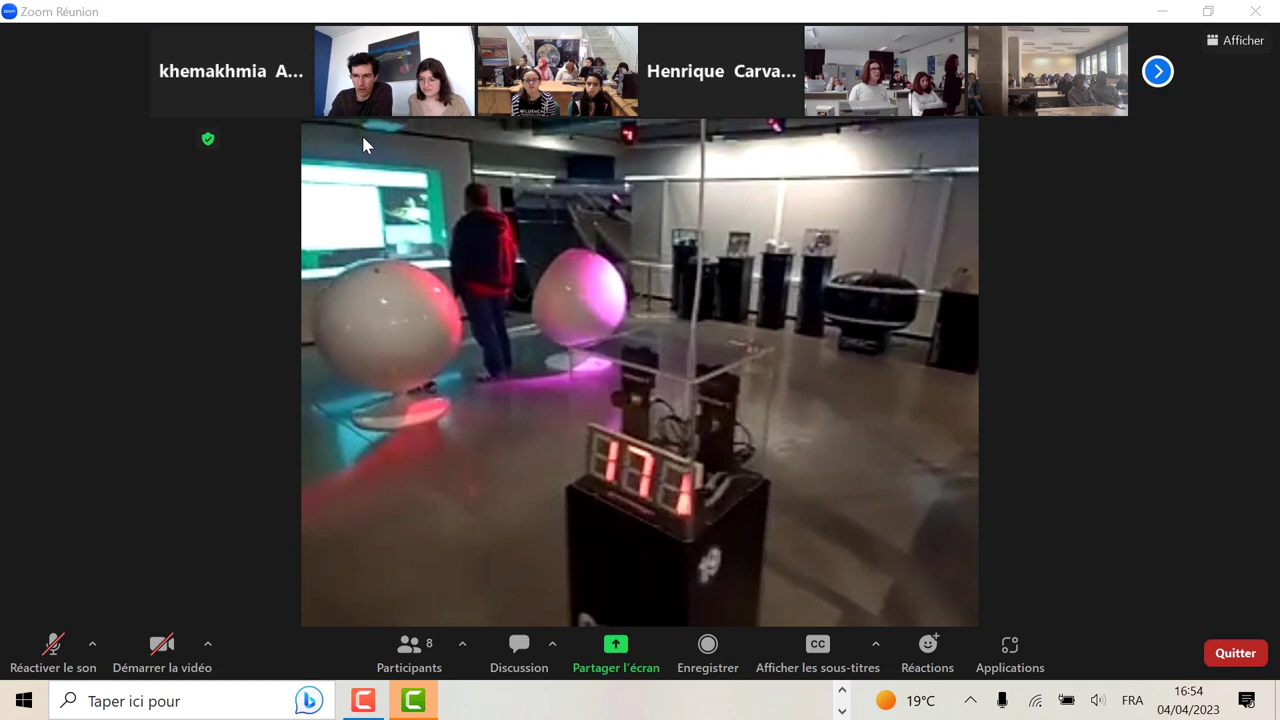 Zoom Réunion
khemakhmia A...
Henrique Carva...
Afficher
Réactiver le son
Démarrer la vidéo
Participants
8
Discussion
Partager l'écran
Enregistrer
CC
Afficher les sous-titres
Réactions
Applications
Quitter
Taper ici pour
19°C
FRA
16:54
04/04/2023